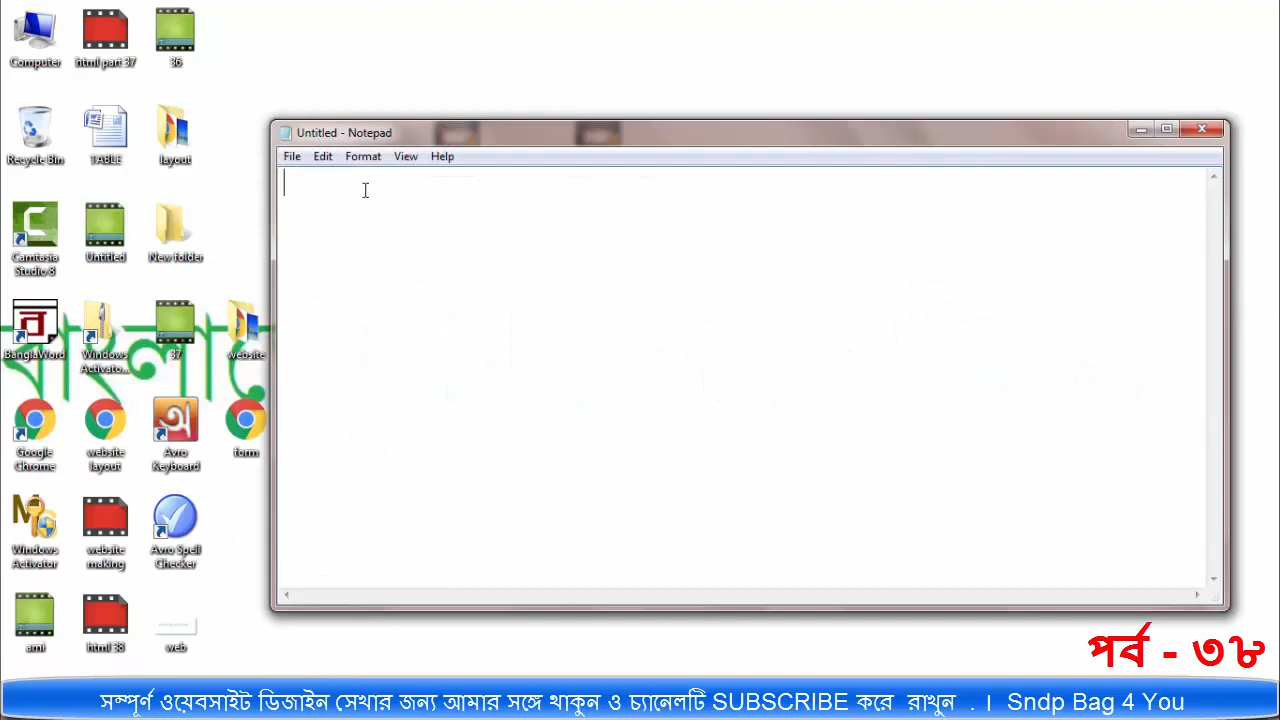 Computer
html part 37
36
Untitled - Notepad
File Edit Format View Help
Recycle Bin
TABLE
layout
Camtasia
Studio 8
Untitled
New folder
BanglaWord
Windows
Activato...
37
website
বাংলাদে
Google
Chrome
website
layout
Avro
Keyboard
form
Windows
Activator
website
making
Avro Spell
Checker
ami
html 38
web
পর্ব - ৩৮
সম্পূর্ণ ওয়েবসাইট ডিজাইন সেখার জন্য আমার সঙ্গে থাকুন ও চ্যানেলটি SUBSCRIBE করে রাখুন . । Sndp Bag 4 You